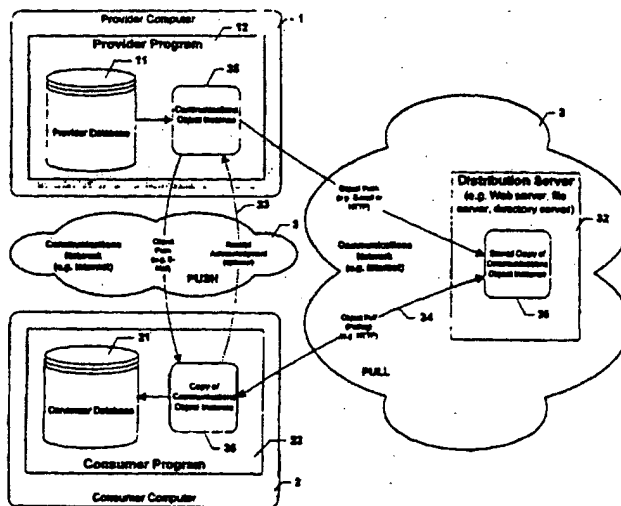 Provider Computer
1
12
Provider Program
11
35
Communications
Object Instance
Provider Database
3
Distribution Server
(e.g. Web server, file
server, directory server)
32
Object Push
(e.g. E-mail or
HTTP)
Communications
Network
(e.g. Internet)
Stored Copy of
Communications
Object Instance
35
Object Pull
(Polling)
(e.g. HTTP)
34
PULL
33
3
Communications
Network
(e.g. Internet)
Object
Push
(e.g. E-
mail)
Receipt
Acknowledgment
(optional)
PUSH
21
Copy of
Communications
Object Instance
Consumer Database
35
22
Consumer Program
2
Consumer Computer